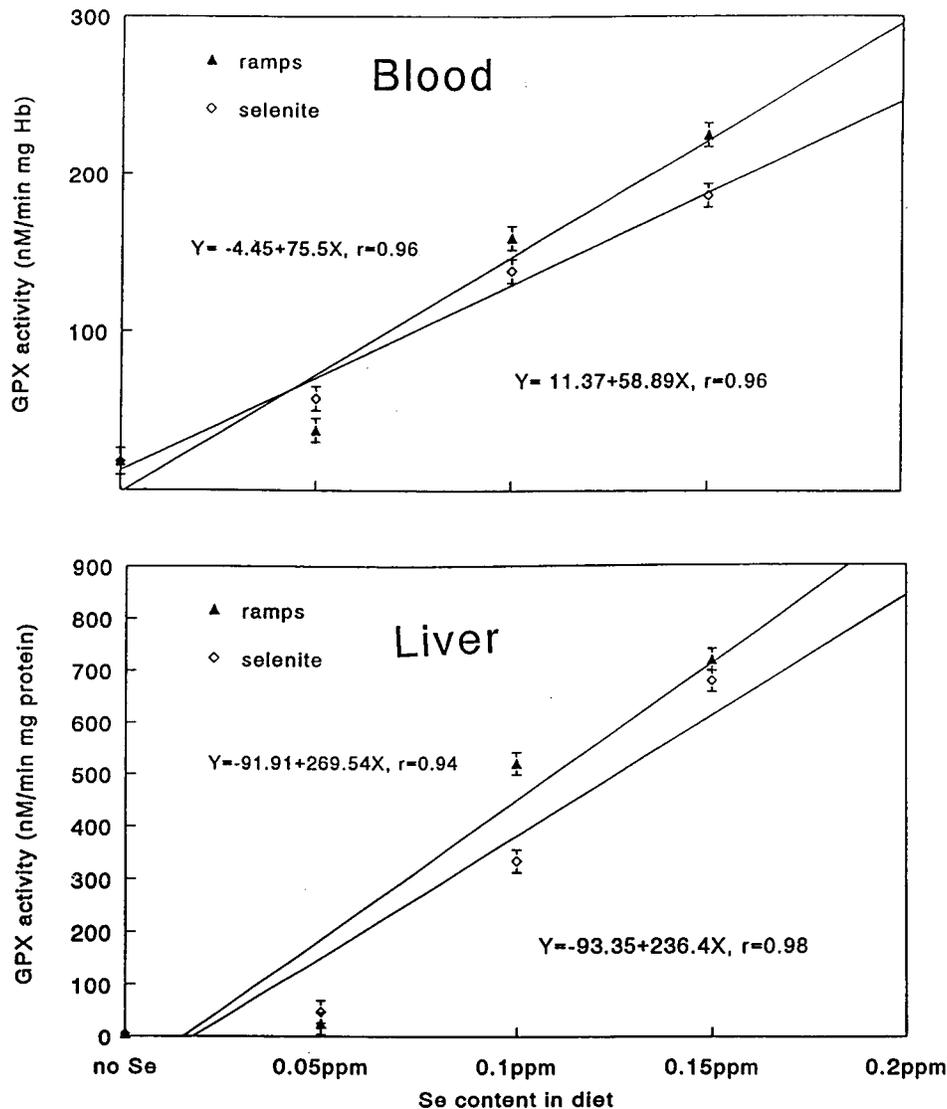 300
▲ ramps
Blood
◇ selenite
200
Y= -4.45+75.5X, r=0.96
100
Y= 11.37+58.89X, r=0.96
GPX activity (nM/min mg Hb)
900
800
▲ ramps
Liver
◇ selenite
700
600
Y=-91.91+269.54X, r=0.94
500
400
300
200
Y=-93.35+236.4X, r=0.98
100
0
GPX activity (nM/min mg protein)
no Se 0.05ppm 0.1ppm 0.15ppm 0.2ppm
Se content in diet